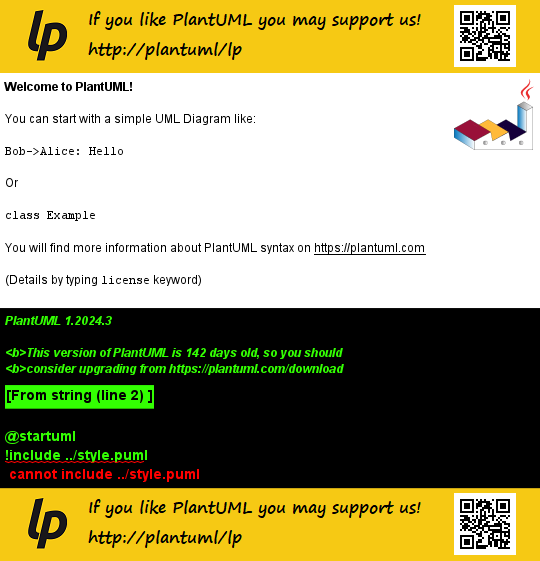 lp
If you like PlantUML you may support us!
http://plantuml/lp
Welcome to PlantUML!
You can start with a simple UML Diagram like:
Bob->Alice: Hello
Or
class Example
You will find more information about PlantUML syntax on https://plantuml.com
(Details by typing license keyword)
PlantUML 1.2024.3
<b>This version of PlantUML is 142 days old, so you should
<b>consider upgrading from https://plantuml.com/download
[From string (line 2) ]
@startuml
!include ../style.puml
cannot include ../style.puml
lp
If you like PlantUML you may support us!
http://plantuml/lp